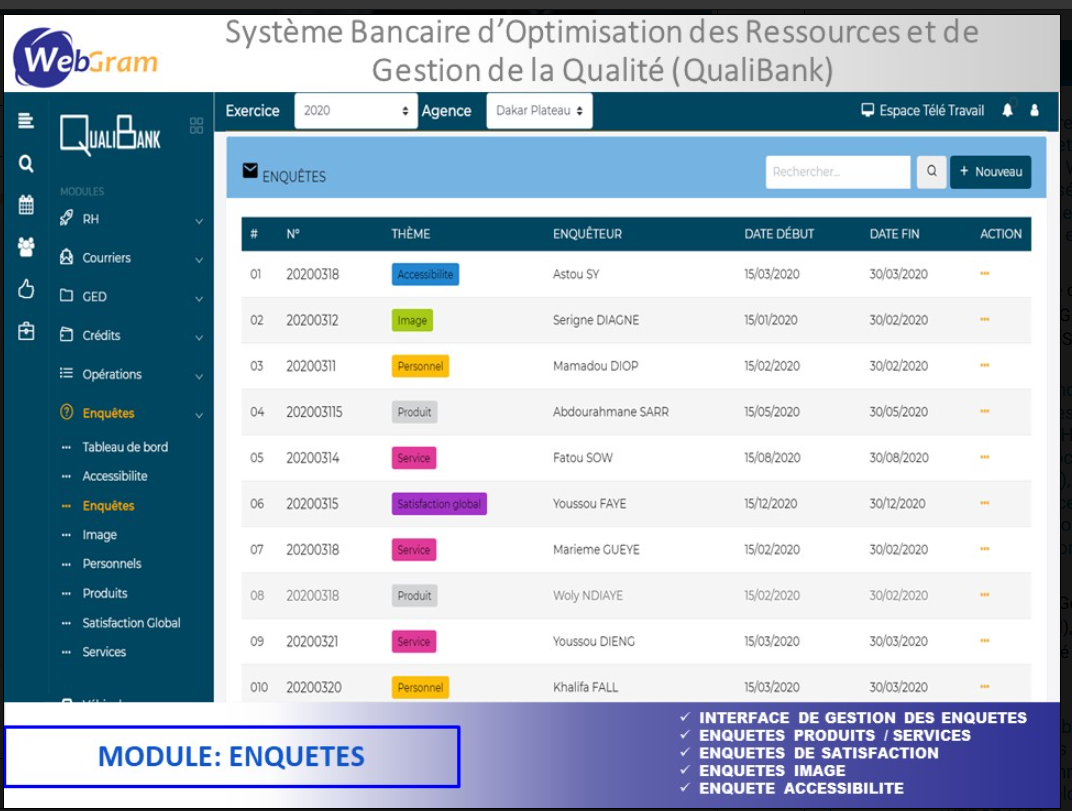 WebGram
Système Bancaire d'Optimisation des Ressources et de
Gestion de la Qualité (QualiBank)
Exercice 2020 Agence Dakar Plateau Espace Télé Travail
QUALIBANK
MODULES
RH
Courriers
GED
Crédits
Opérations
Enquêtes
Tableau de bord
Accessibilite
Enquêtes
Image
Personnels
Produits
Satisfaction Global
Services
ENQUÊTES Rechercher... + Nouveau
# N° THÈME ENQUÊTEUR DATE DÉBUT DATE FIN ACTION
01 20200318 Accessibilite Astou SY 15/03/2020 30/03/2020
02 20200312 Image Serigne DIAGNE 15/01/2020 30/02/2020
03 20200311 Personnel Mamadou DIOP 15/02/2020 30/02/2020
04 202003115 Produit Abdourahmane SARR 15/05/2020 30/05/2020
05 20200314 Service Fatou SOW 15/08/2020 30/08/2020
06 20200315 Satisfaction global Youssou FAYE 15/12/2020 30/12/2020
07 20200318 Service Marieme GUEYE 15/02/2020 30/02/2020
08 20200318 Produit Woly NDIAYE 15/02/2020 30/02/2020
09 20200321 Service Youssou DIENG 15/03/2020 30/03/2020
010 20200320 Personnel Khalifa FALL 15/03/2020 30/03/2020
MODULE: ENQUETES
✓ INTERFACE DE GESTION DES ENQUETES
✓ ENQUETES PRODUITS / SERVICES
✓ ENQUETES DE SATISFACTION
✓ ENQUETES IMAGE
✓ ENQUETE ACCESSIBILITE